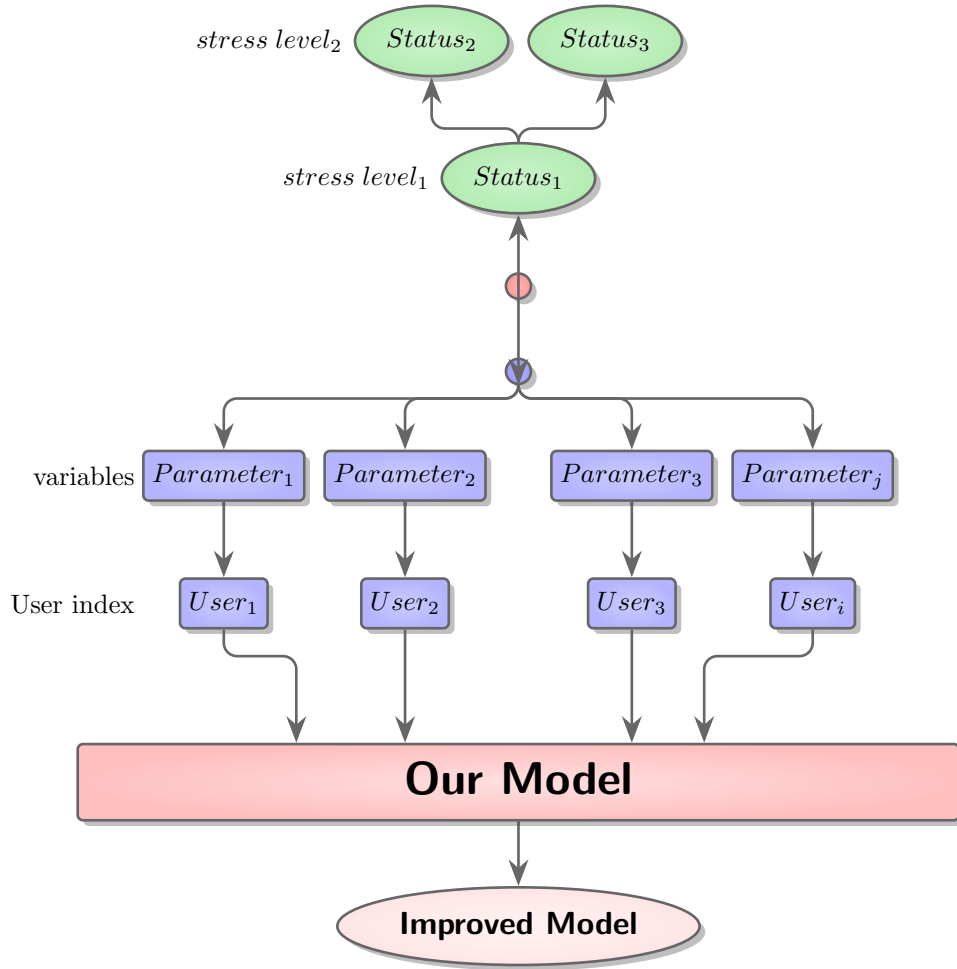 stress level₂ Status₂ Status₃
stress level₁ Status₁
variables Parameter₁ Parameter₂ Parameter₃ Parameterⱼ
User index User₁ User₂ User₃ Userᵢ
Our Model
Improved Model